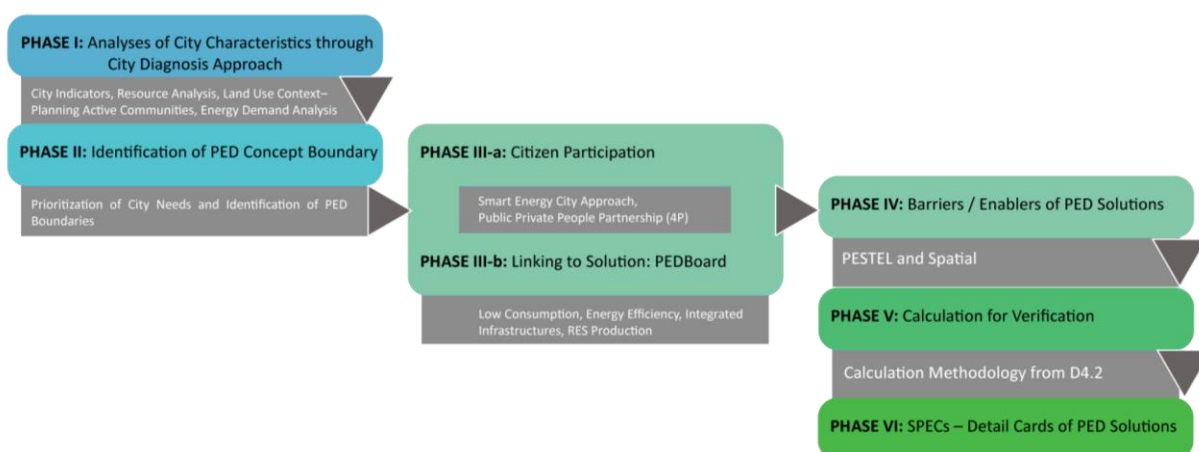 PHASE I: Analyses of City Characteristics through
City Diagnosis Approach
City Indicators, Resource Analysis, Land Use Context–
Planning Active Communities, Energy Demand Analysis
PHASE II: Identification of PED Concept Boundary
Prioritization of City Needs and Identification of PED
Boundaries
PHASE III-a: Citizen Participation
Smart Energy City Approach,
Public Private People Partnership (4P)
PHASE III-b: Linking to Solution: PEDBoard
Low Consumption, Energy Efficiency, Integrated
Infrastructures, RES Production
PHASE IV: Barriers / Enablers of PED Solutions
PESTEL and Spatial
PHASE V: Calculation for Verification
Calculation Methodology from D4.2
PHASE VI: SPECs – Detail Cards of PED Solutions